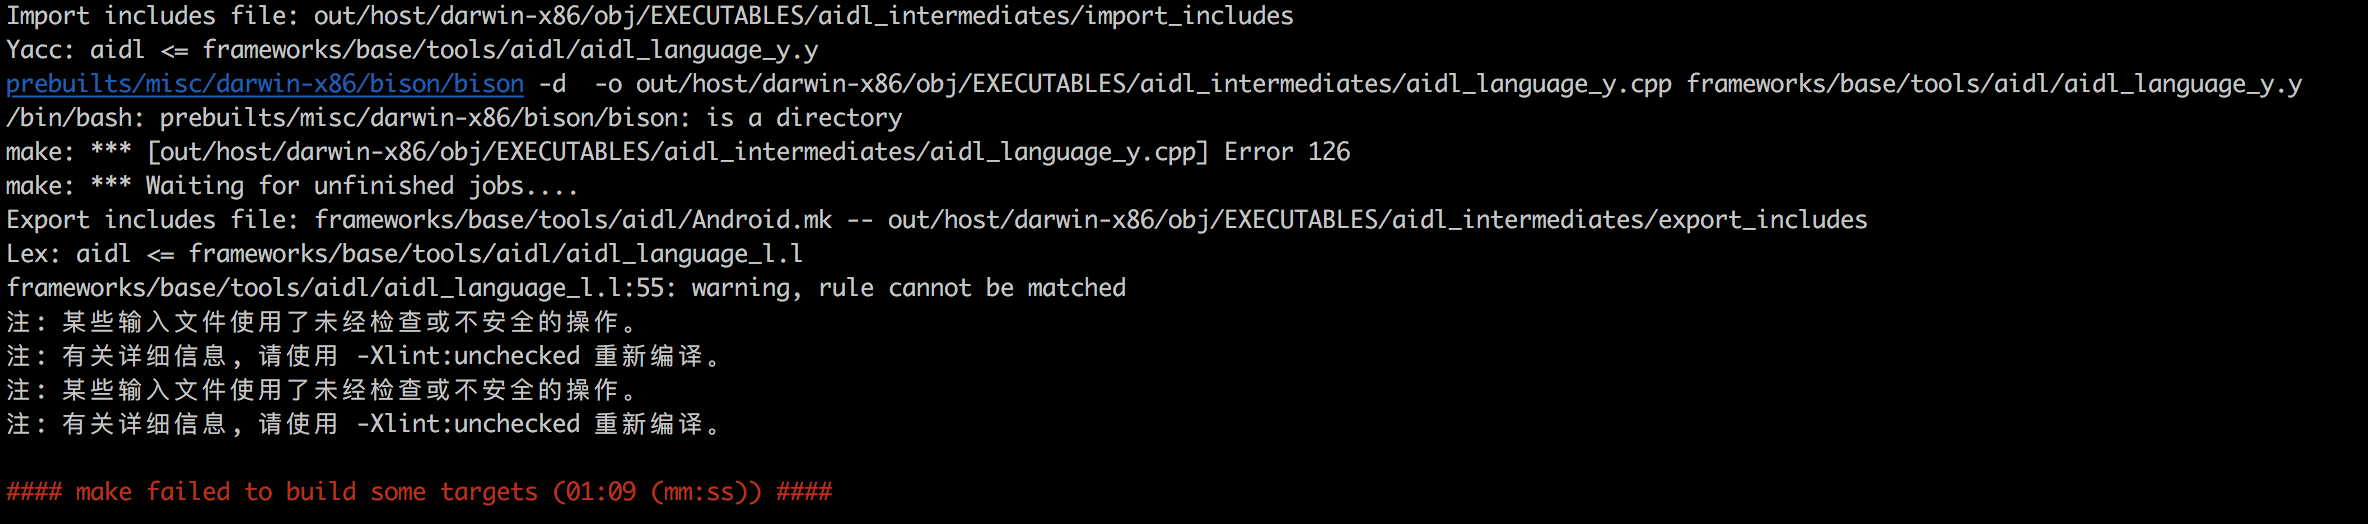 Import includes file: out/host/darwin-x86/obj/EXECUTABLES/aidl_intermediates/import_includes
Yacc: aidl <= frameworks/base/tools/aidl/aidl_language_y.y
prebuilts/misc/darwin-x86/bison/bison -d  -o out/host/darwin-x86/obj/EXECUTABLES/aidl_intermediates/aidl_language_y.cpp frameworks/base/tools/aidl/aidl_language_y.y
/bin/bash: prebuilts/misc/darwin-x86/bison/bison: is a directory
make: *** [out/host/darwin-x86/obj/EXECUTABLES/aidl_intermediates/aidl_language_y.cpp] Error 126
make: *** Waiting for unfinished jobs....
Export includes file: frameworks/base/tools/aidl/Android.mk -- out/host/darwin-x86/obj/EXECUTABLES/aidl_intermediates/export_includes
Lex: aidl <= frameworks/base/tools/aidl/aidl_language_l.l
frameworks/base/tools/aidl/aidl_language_l.l:55: warning, rule cannot be matched
注: 某些输入文件使用了未经检查或不安全的操作。
注: 有关详细信息, 请使用 -Xlint:unchecked 重新编译。
注: 某些输入文件使用了未经检查或不安全的操作。
注: 有关详细信息, 请使用 -Xlint:unchecked 重新编译。
#### make failed to build some targets (01:09 (mm:ss)) ####